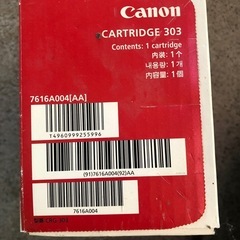 Canon
CARTRIDGE 303
Contents: 1 cartridge
内装: 1个
내용량: 1개
内容量: 1個
7616A004[AA]
T4960999255996
(91)7616A004(92)AA
7616A004